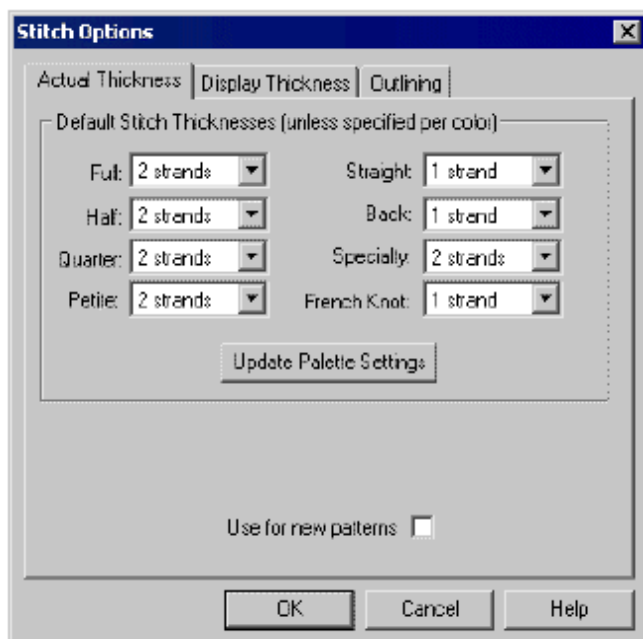 Stitch Options
Actual Thickness Display Thickness Outlining
Default Stitch Thicknesses (unless specified per color)
Full: 2 strands Straight: 1 strand
Half: 2 strands Back: 1 strand
Quarter: 2 strands Specialty: 2 strands
Petite: 2 strands French Knot: 1 strand
Update Palette Settings
Use for new patterns
OK Cancel Help